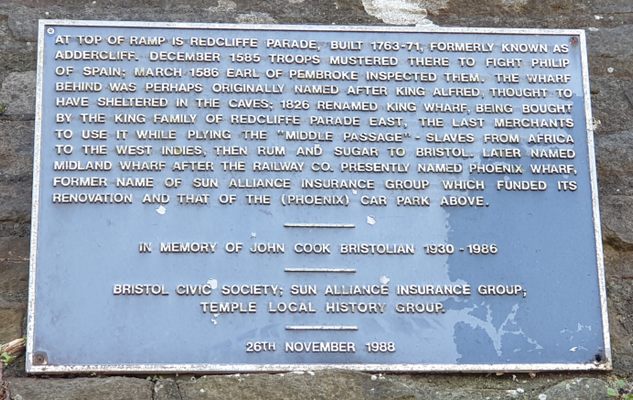 AT TOP OF RAMP IS REDCLIFFE PARADE, BUILT 1763-71, FORMERLY KNOWN AS
ADDERCLIFF. DECEMBER 1585 TROOPS MUSTERED THERE TO FIGHT PHILIP
OF SPAIN; MARCH 1586 EARL OF PEMBROKE INSPECTED THEM. THE WHARF
BEHIND WAS PERHAPS ORIGINALLY NAMED AFTER KING ALFRED, THOUGHT TO
HAVE SHELTERED IN THE CAVES; 1826 RENAMED KING WHARF, BEING BOUGHT
BY THE KING FAMILY OF REDCLIFFE PARADE EAST, THE LAST MERCHANTS
TO USE IT WHILE PLYING THE "MIDDLE PASSAGE" - SLAVES FROM AFRICA
TO THE WEST INDIES, THEN RUM AND SUGAR TO BRISTOL. LATER NAMED
MIDLAND WHARF AFTER THE RAILWAY CO. PRESENTLY NAMED PHOENIX WHARF,
FORMER NAME OF SUN ALLIANCE INSURANCE GROUP WHICH FUNDED ITS
RENOVATION AND THAT OF THE (PHOENIX) CAR PARK ABOVE.
IN MEMORY OF JOHN COOK BRISTOLIAN 1930 - 1986
BRISTOL CIVIC SOCIETY; SUN ALLIANCE INSURANCE GROUP;
TEMPLE LOCAL HISTORY GROUP.
26TH NOVEMBER 1988